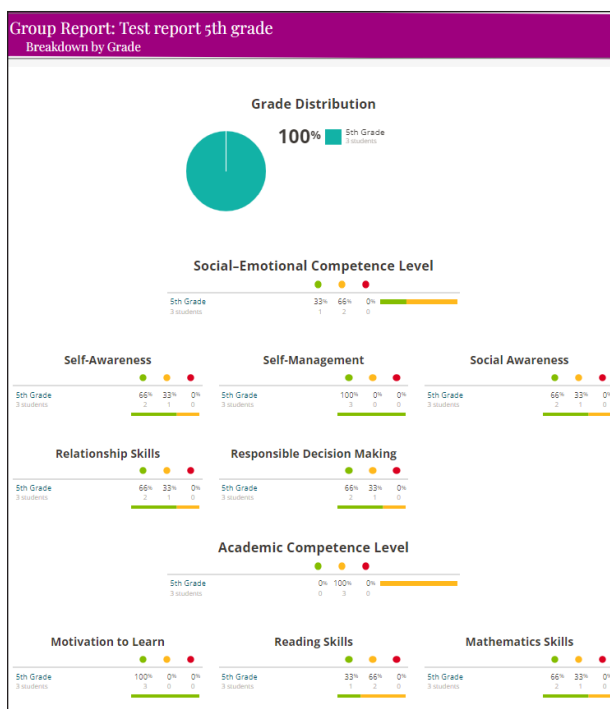 Group Report: Test report 5th grade
Breakdown by Grade
Grade Distribution
100% 5th Grade
3 students
Social–Emotional Competence Level
5th Grade 33% 66% 0%
3 students 1 2 0
Self-Awareness Self-Management Social Awareness
5th Grade 66% 33% 0% 5th Grade 100% 0% 0% 5th Grade 66% 33% 0%
3 students 2 1 0 3 students 3 0 0 3 students 2 1 0
Relationship Skills Responsible Decision Making
5th Grade 66% 33% 0% 5th Grade 66% 33% 0%
3 students 2 1 0 3 students 2 1 0
Academic Competence Level
5th Grade 0% 100% 0%
3 students 0 3 0
Motivation to Learn Reading Skills Mathematics Skills
5th Grade 100% 0% 0% 5th Grade 33% 66% 0% 5th Grade 66% 33% 0%
3 students 3 0 0 3 students 1 2 0 3 students 2 1 0